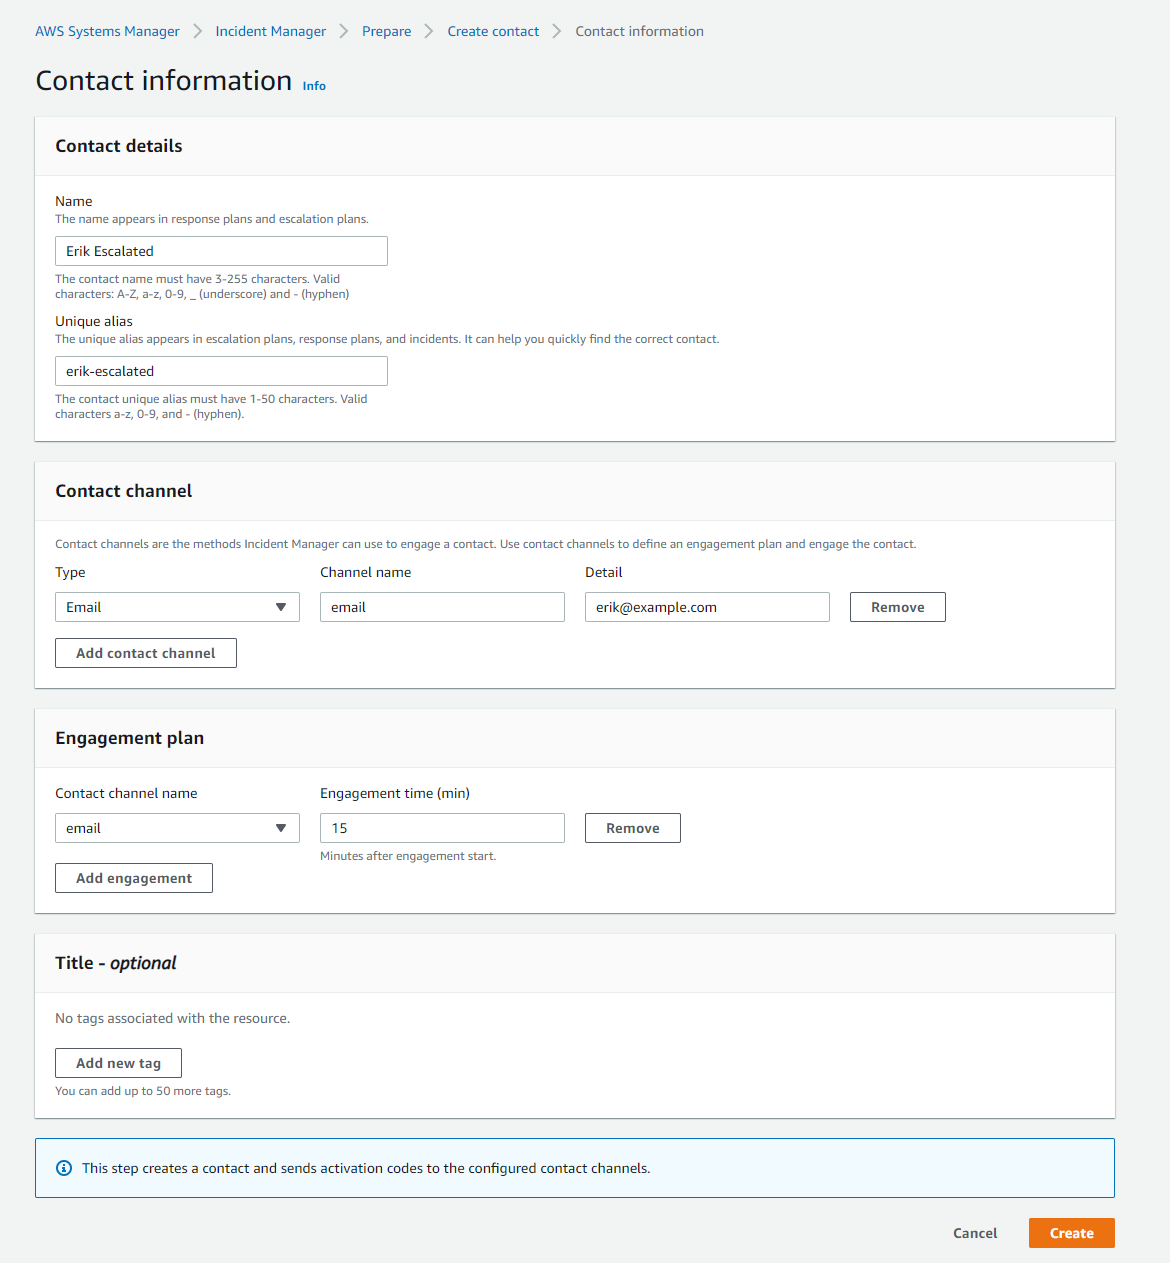 AWS Systems Manager > Incident Manager > Prepare > Create contact > Contact information
Contact information Info
Contact details
Name
The name appears in response plans and escalation plans.
Erik Escalated
The contact name must have 3-255 characters. Valid
characters: A-Z, a-z, 0-9, _ (underscore) and - (hyphen)
Unique alias
The unique alias appears in escalation plans, response plans, and incidents. It can help you quickly find the correct contact.
erik-escalated
The contact unique alias must have 1-50 characters. Valid
characters a-z, 0-9, and - (hyphen).
Contact channel
Contact channels are the methods Incident Manager can use to engage a contact. Use contact channels to define an engagement plan and engage the contact.
Type Channel name Detail
Email email erik@example.com Remove
Add contact channel
Engagement plan
Contact channel name Engagement time (min)
email 15 Remove
Minutes after engagement start.
Add engagement
Title - optional
No tags associated with the resource.
Add new tag
You can add up to 50 more tags.
This step creates a contact and sends activation codes to the configured contact channels.
Cancel Create